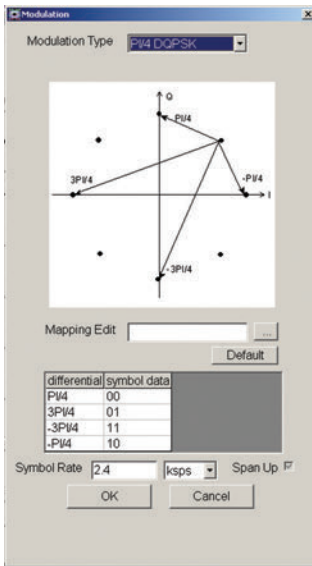 Modulation
Modulation Type PI/4 DQPSK
Q
PI/4
3PI/4
-PI/4
I
-3PI/4
Mapping Edit ...
Default
differential symbol data
PI/4 00
3PI/4 01
-3PI/4 11
-PI/4 10
Symbol Rate 2.4 ksps Span Up
OK Cancel